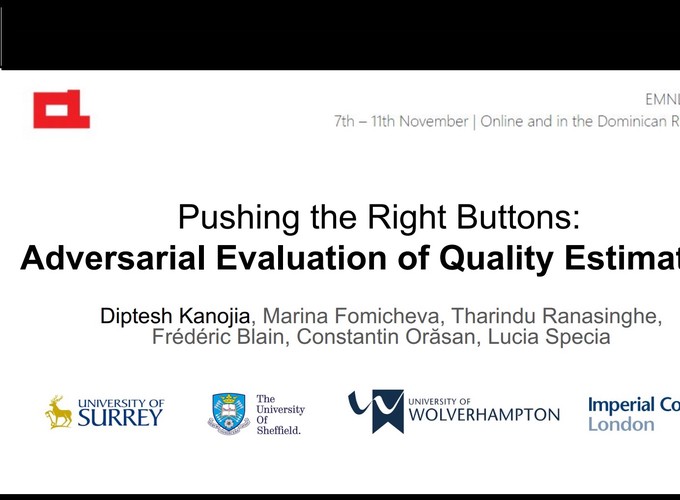 EMNL
7th – 11th November | Online and in the Dominican R
Pushing the Right Buttons:
Adversarial Evaluation of Quality Estimat
Diptesh Kanojia, Marina Fomicheva, Tharindu Ranasinghe,
Frédéric Blain, Constantin Orăsan, Lucia Specia
UNIVERSITY OF
SURREY
The
University
Of
Sheffield.
UNIVERSITY OF
WOLVERHAMPTON
Imperial Co
London